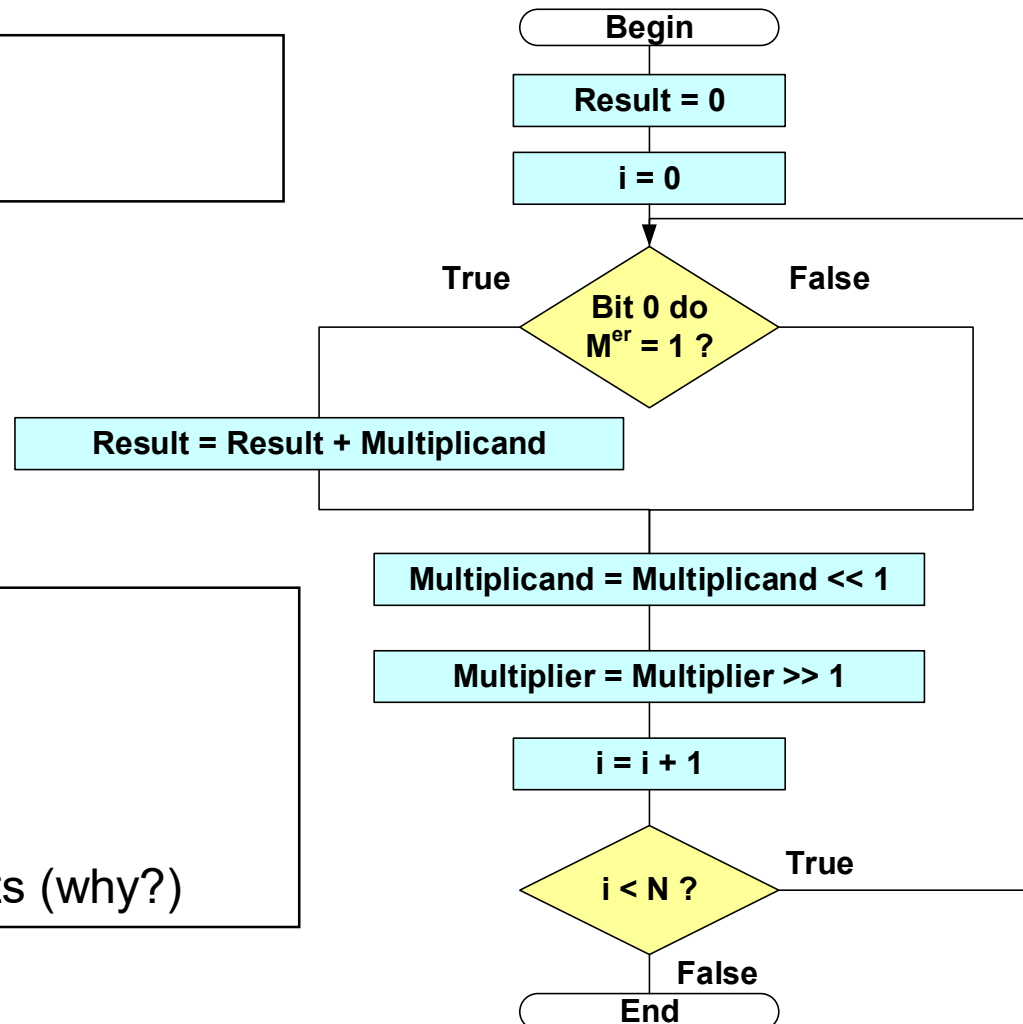 Begin
Result = 0
i = 0
True
False
Bit 0 do
M^er = 1 ?
Result = Result + Multiplicand
Multiplicand = Multiplicand << 1
Multiplier = Multiplier >> 1
i = i + 1
(why?)
i < N ?
True
False
End